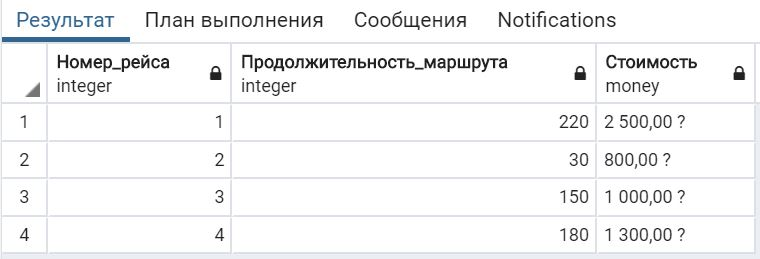 Результат План выполнения Сообщения Notifications
Номер_рейса Продолжительность_маршрута Стоимость
integer integer money
1 1 220 2 500,00 ?
2 2 30 800,00 ?
3 3 150 1 000,00 ?
4 4 180 1 300,00 ?